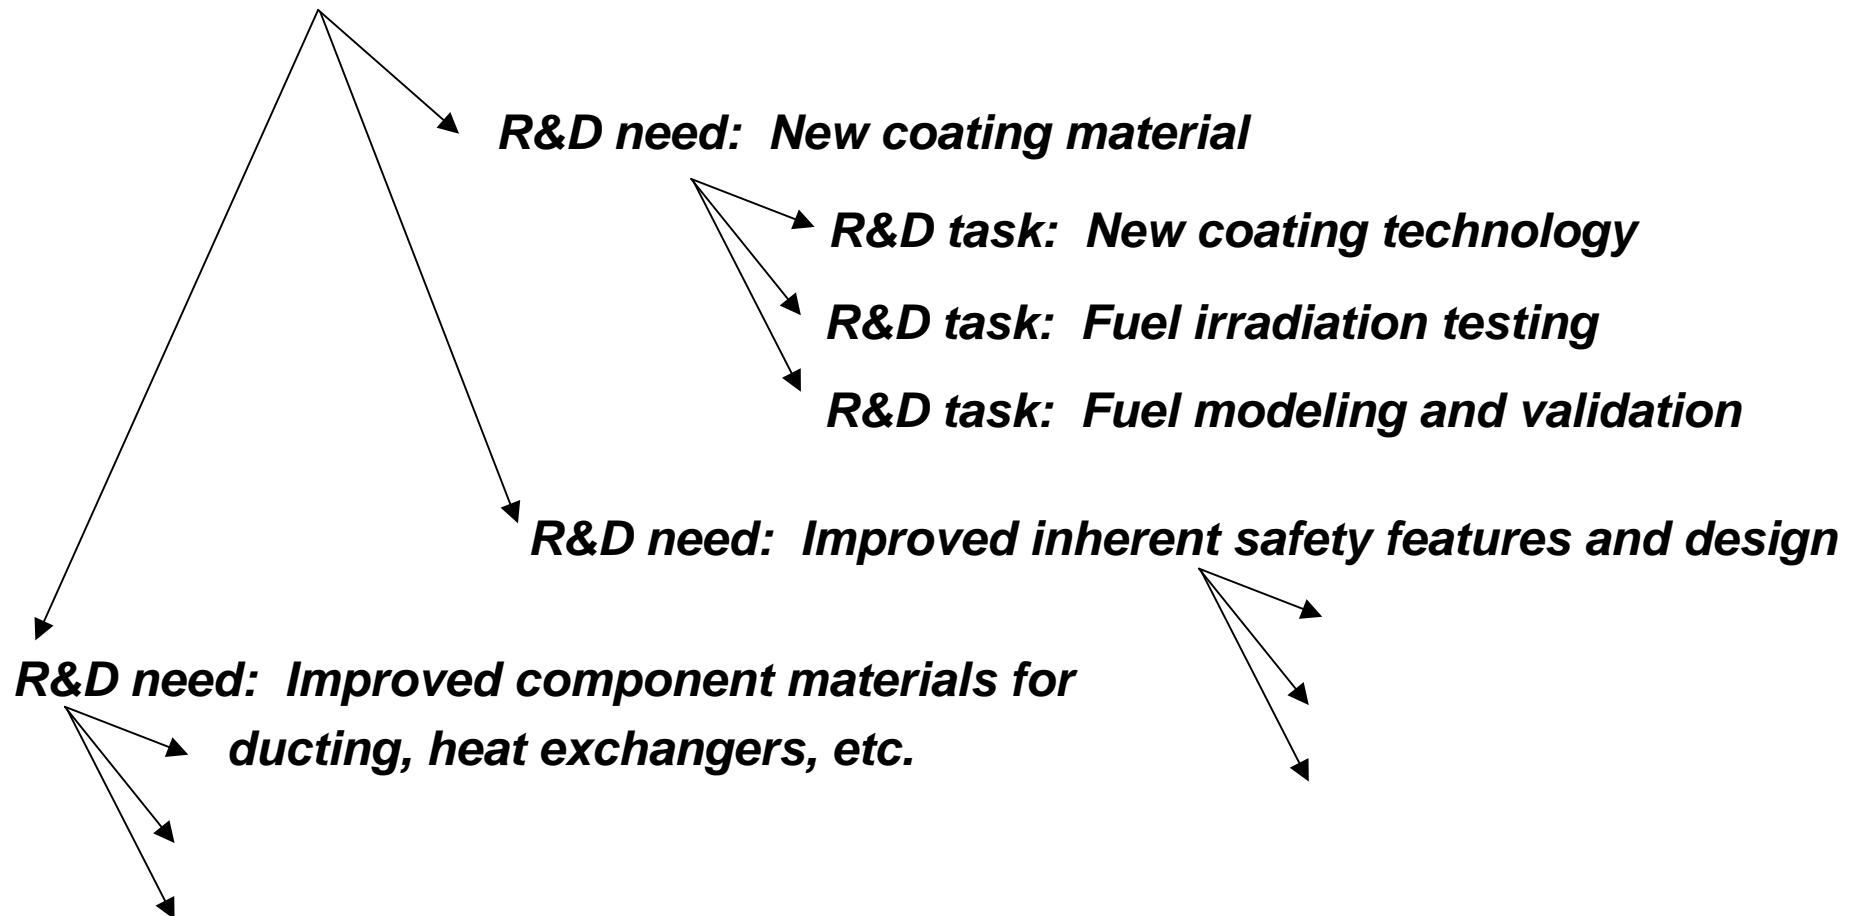 R&D need:  New coating material
R&D task:  New coating technology
R&D task:  Fuel irradiation testing
R&D task:  Fuel modeling and validation
R&D need:  Improved inherent safety features and design
R&D need:  Improved component materials for
ducting, heat exchangers, etc.